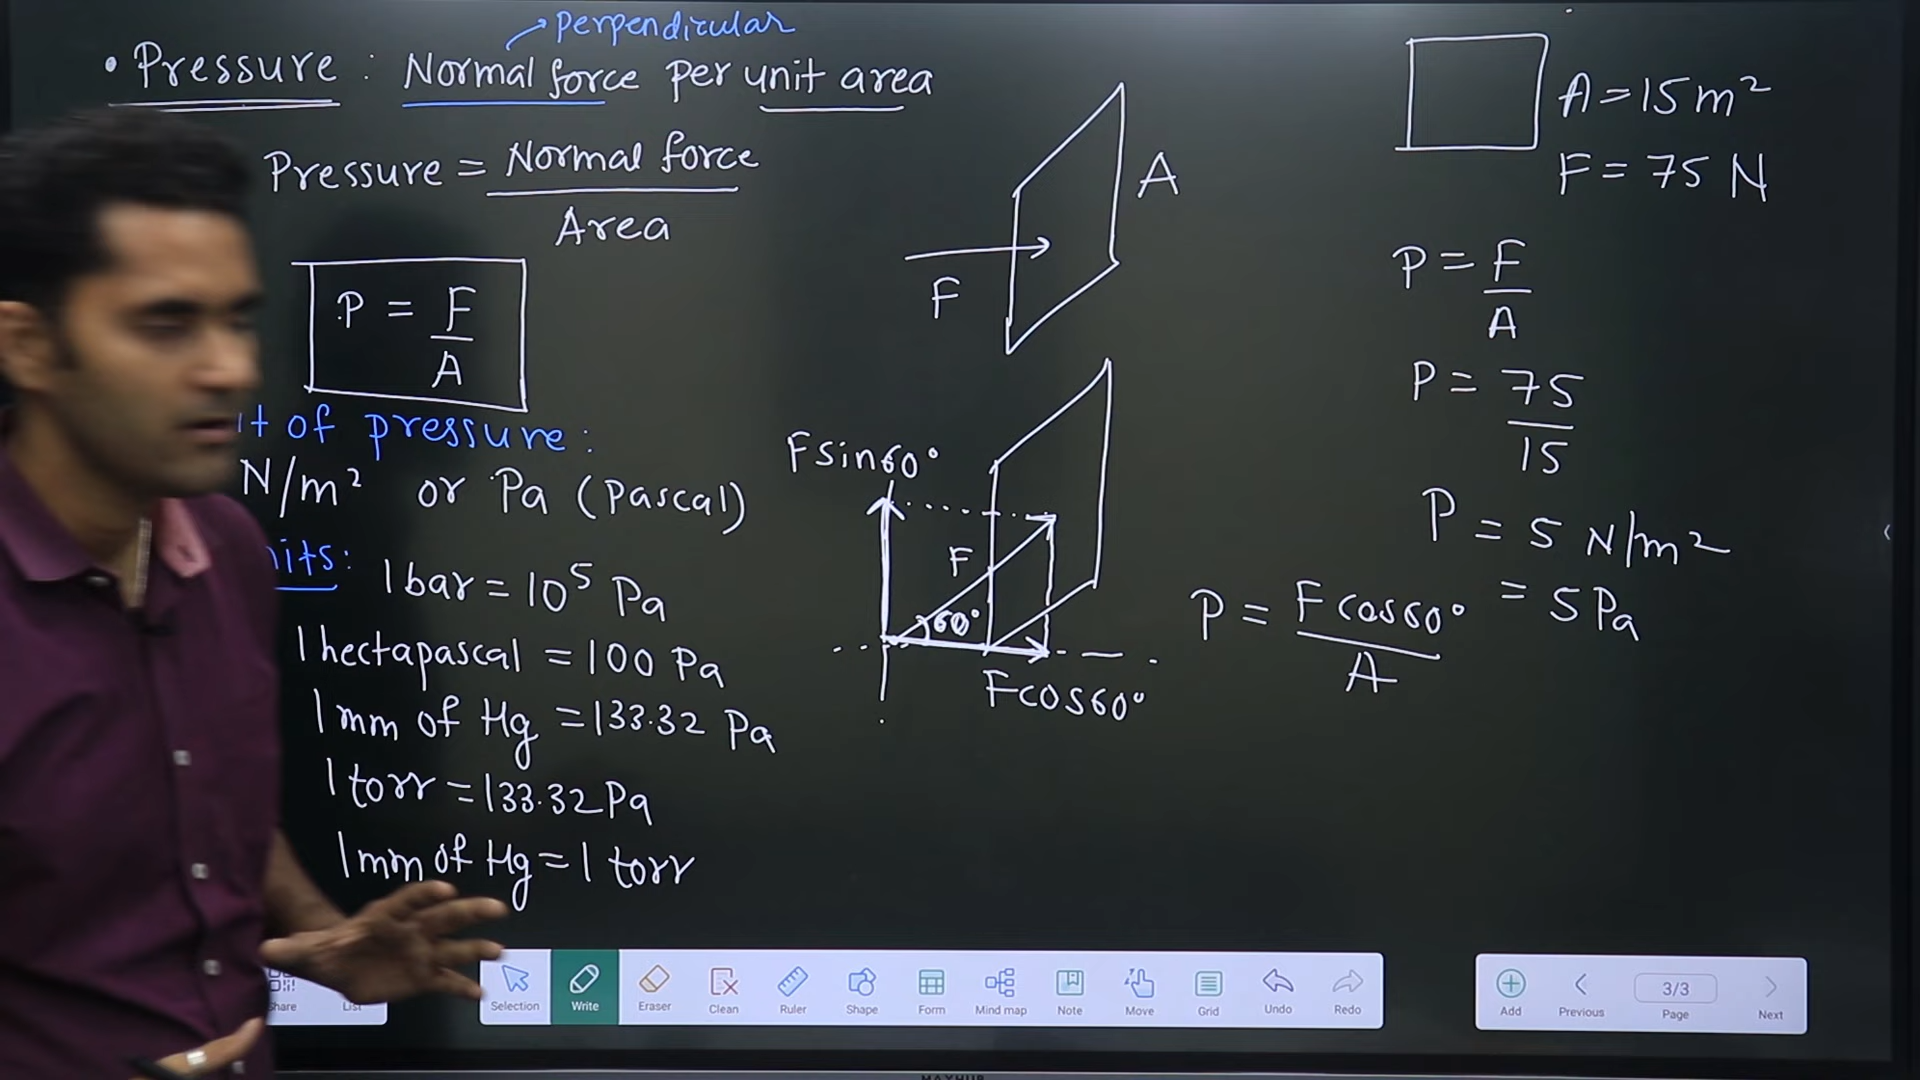 perpendicular
• Pressure : Normal force per unit area
Pressure = Normal force
Area
P = F
A
it of pressure :
N/m² or Pa (Pascal)
nits :
1 bar = 10⁵ Pa
1 hectapascal = 100 Pa
1 mm of Hg = 133.32 Pa
1 torr = 133.32 Pa
1 mm of Hg = 1 torr
A
F
Fsin60°
F
60°
Fcos60°
P = Fcos60°
A
A = 15 m²
F = 75 N
P = F
A
P = 75
15
P = 5 N/m²
= 5 Pa
Share
List
Selection
Write
Eraser
Clean
Ruler
Shape
Form
Mind map
Note
Move
Grid
Undo
Redo
Add
Previous
3/3
Page
Next